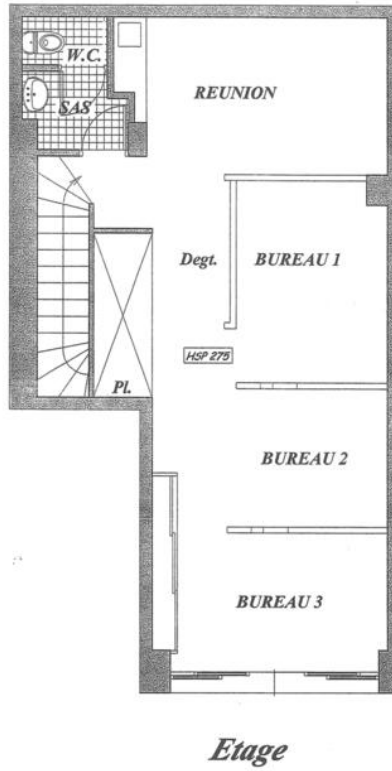 W.C.
SAS
REUNION
Degt.
BUREAU 1
HSP 275
Pl.
BUREAU 2
BUREAU 3
Etage